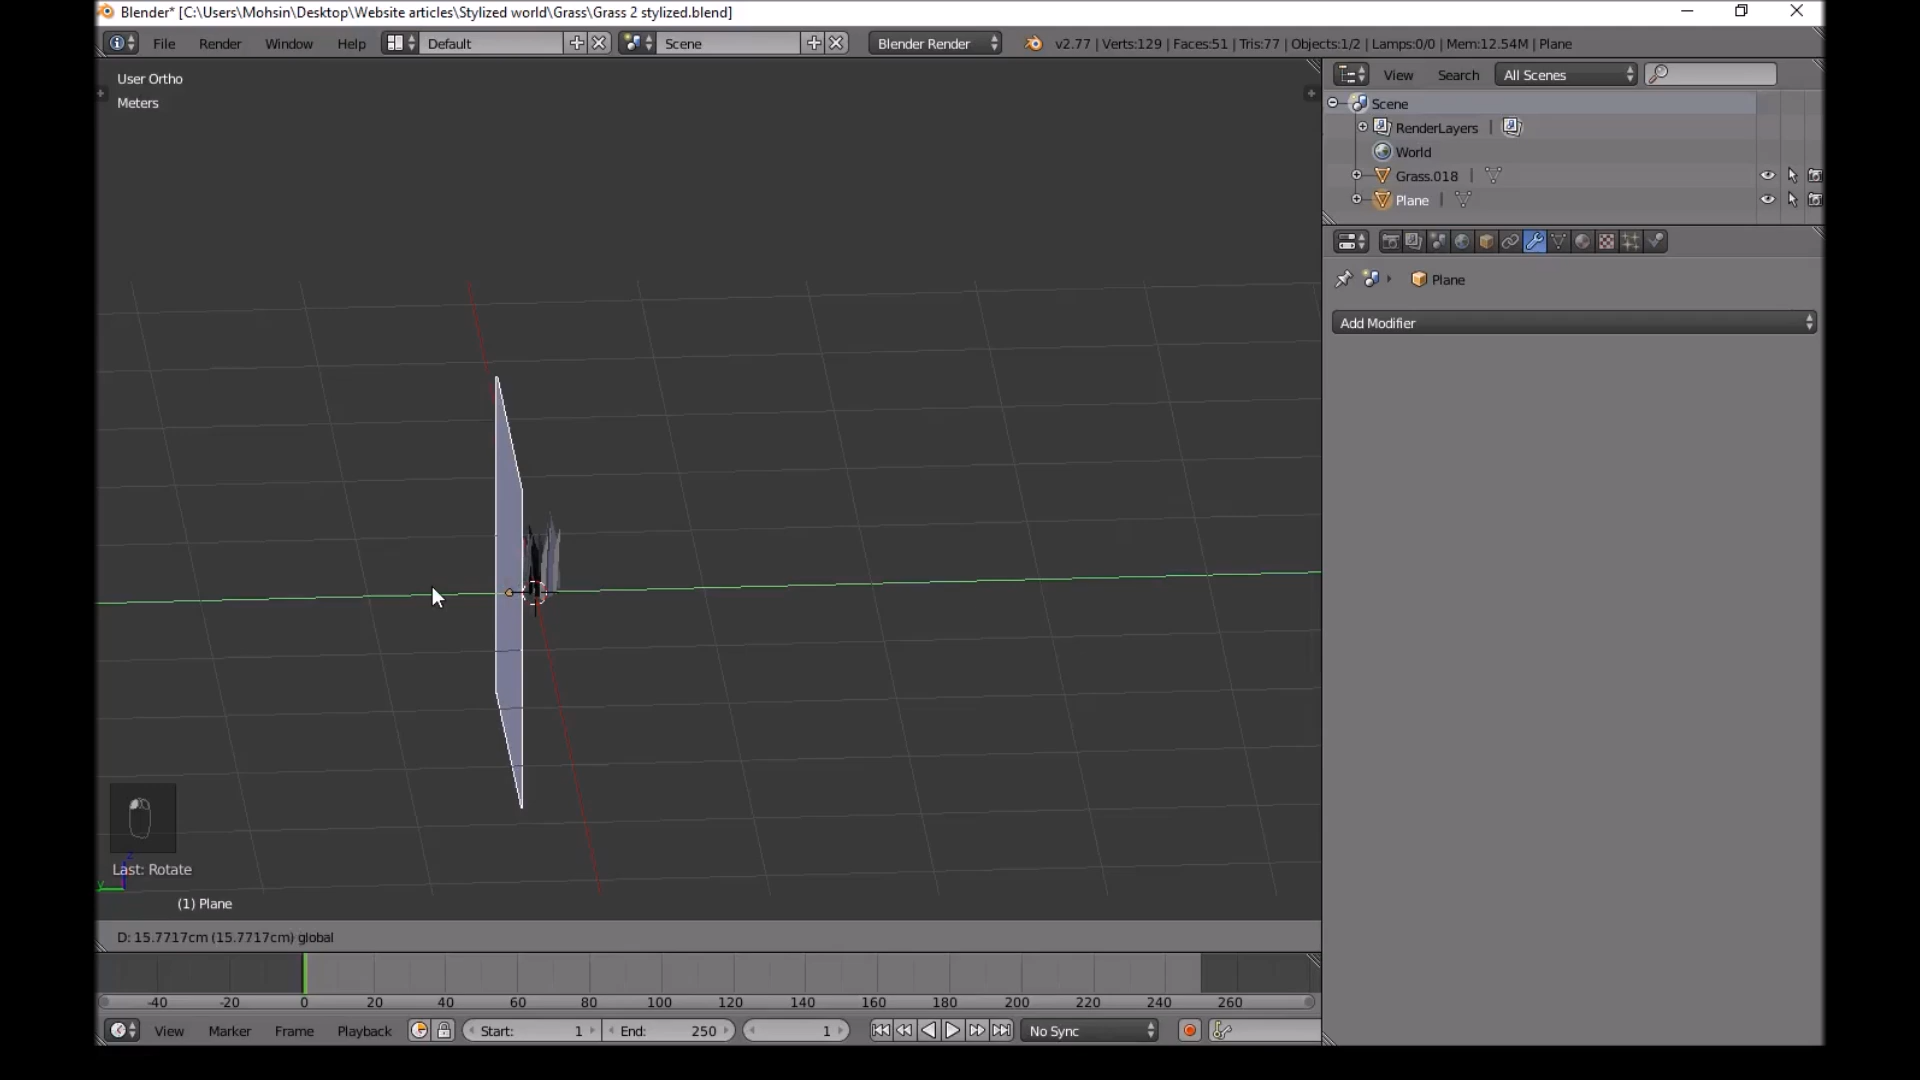 Blender* [C:\Users\Mohsin\Desktop\Website articles\Stylized world\Grass\Grass 2 stylized.blend]
File Render Window Help Default Scene Blender Render v2.77 | Verts:129 | Faces:51 | Tris:77 | Objects:1/2 | Lamps:0/0 | Mem:12.54M | Plane
User Ortho
Meters
View Search All Scenes
Scene
RenderLayers |
World
Grass.018 |
Plane |
Plane
Add Modifier
Last: Rotate
(1) Plane
D: 15.7717cm (15.7717cm) global
-40 -20 0 20 40 60 80 100 120 140 160 180 200 220 240 260
View Marker Frame Playback Start: 1 End: 250 1 No Sync